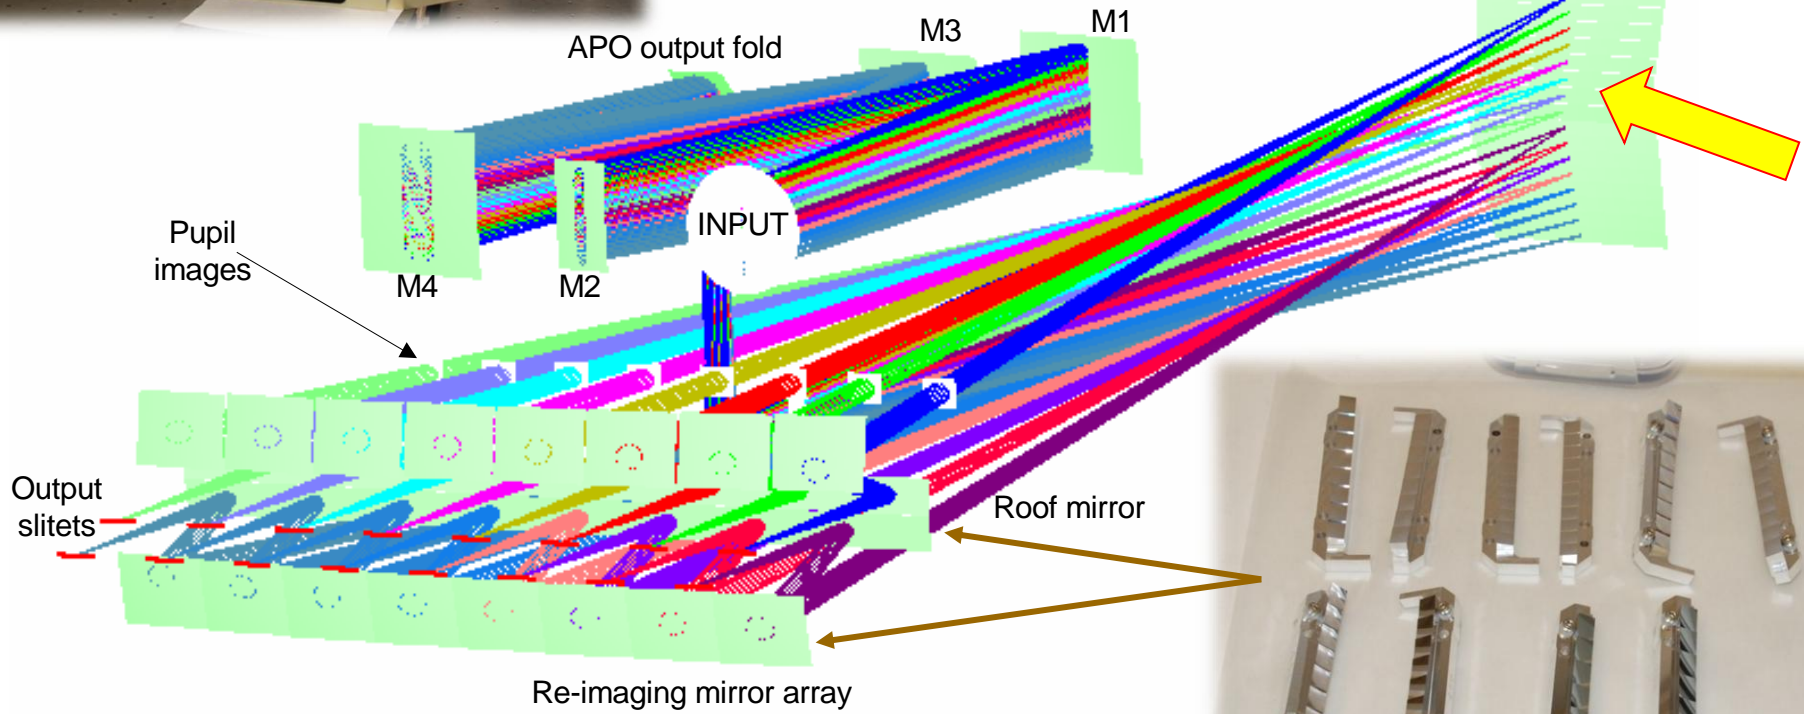 M1
M3
APO output fold
INPUT
Pupil
images
M4
M2
Output
slitets
Roof mirror
Re-imaging mirror array